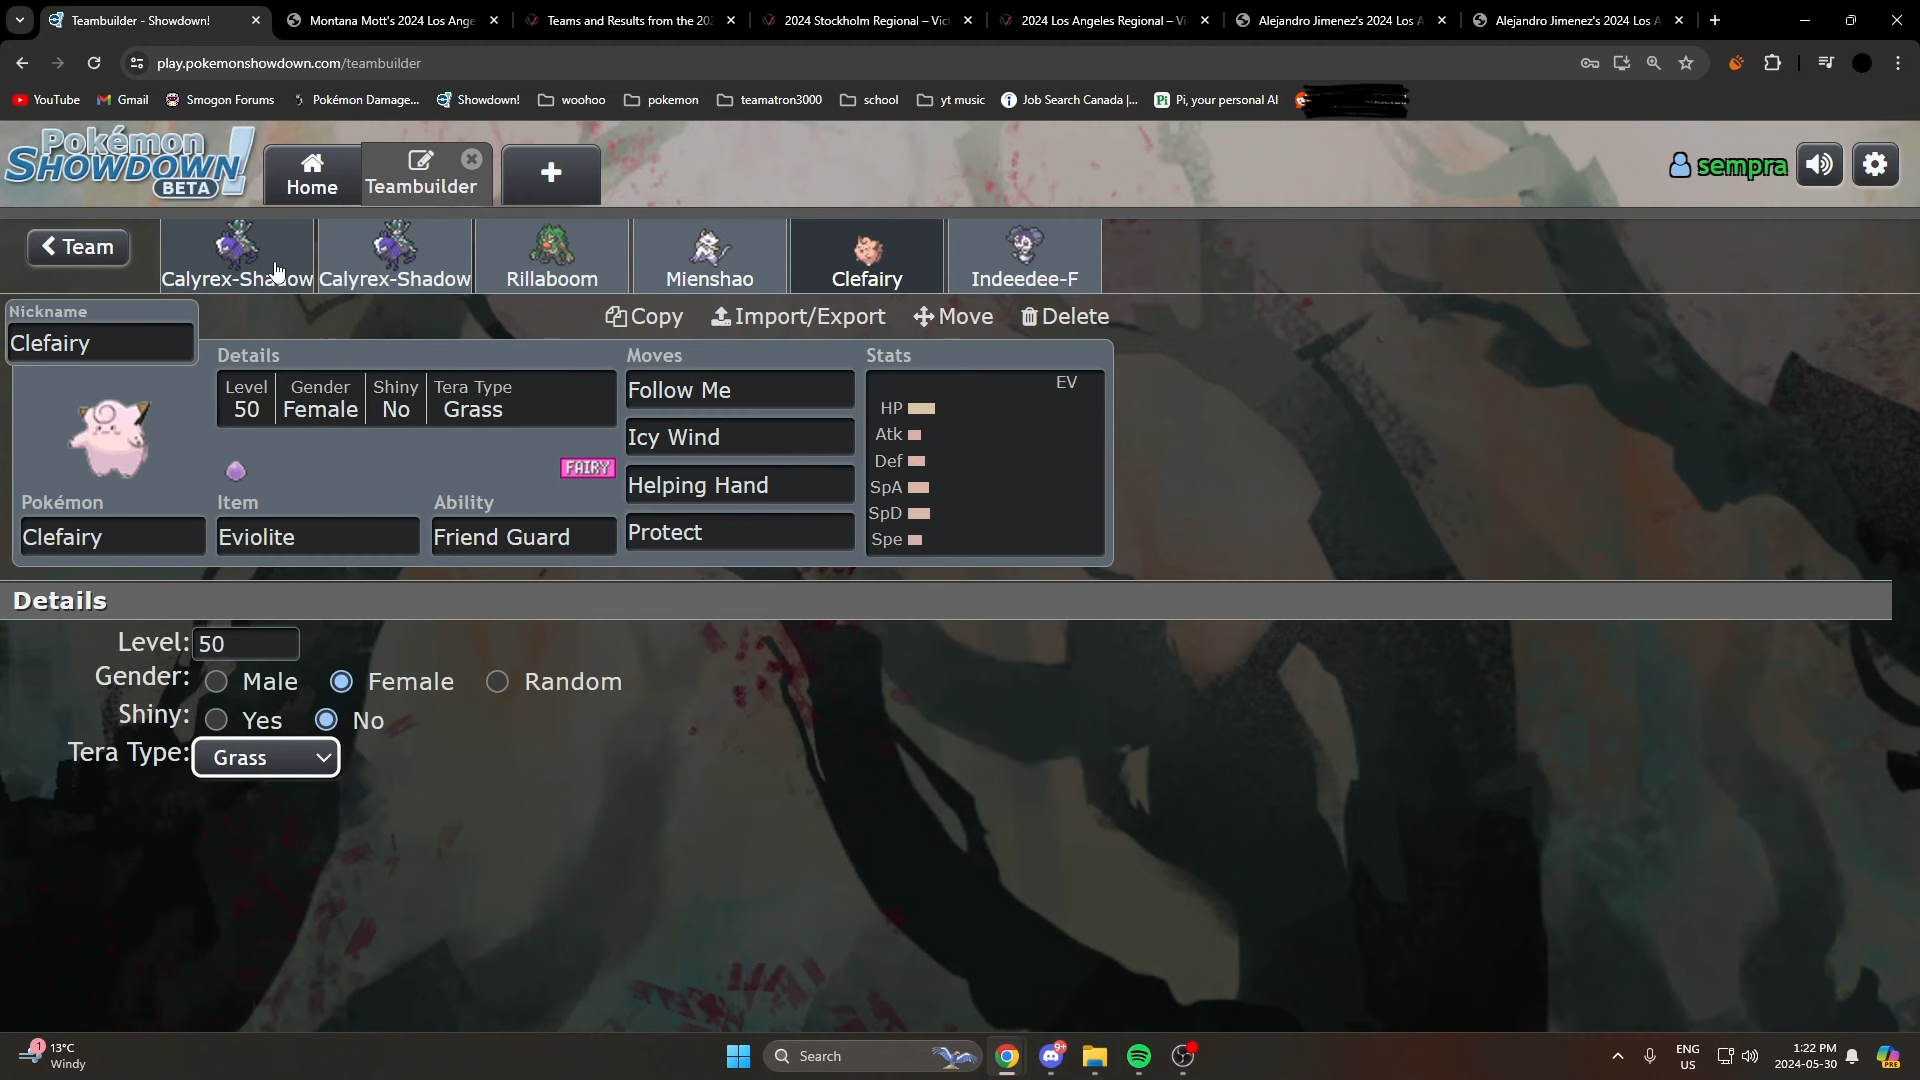 Teambuilder - Showdown!
Montana Mott's 2024 Los Ange
Teams and Results from the 20
2024 Stockholm Regional – Vic
2024 Los Angeles Regional – Vi
Alejandro Jimenez's 2024 Los A
Alejandro Jimenez's 2024 Los A
play.pokemonshowdown.com/teambuilder
YouTube
Gmail
Smogon Forums
Pokémon Damage...
Showdown!
woohoo
pokemon
teamatron3000
school
yt music
Job Search Canada |...
Pi, your personal AI
Pokémon
SHOWDOWN!
BETA
Home
Teambuilder
sempra
Team
Calyrex-Shadow
Calyrex-Shadow
Rillaboom
Mienshao
Clefairy
Indeedee-F
Nickname
Clefairy
Copy
Import/Export
Move
Delete
Details
Level
50
Gender
Female
Shiny
No
Tera Type
Grass
FAIRY
Pokémon
Clefairy
Item
Eviolite
Ability
Friend Guard
Moves
Follow Me
Icy Wind
Helping Hand
Protect
Stats
EV
HP
Atk
Def
SpA
SpD
Spe
Details
Level: 50
Gender: Male Female Random
Shiny: Yes No
Tera Type: Grass
1
13°C
Windy
Search
9+
ENG
US
1:22 PM
2024-05-30
PRE